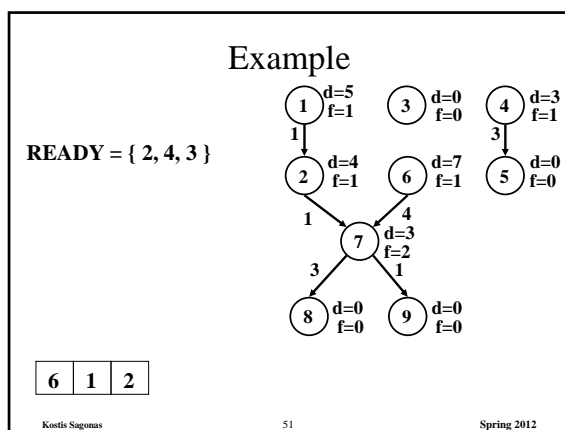 Example
1 d=5 3 d=0 4 d=3
f=1 f=0 f=1
1 3
READY = { 2, 4, 3 }
2 d=4 6 d=7 5 d=0
f=1 f=1 f=0
1 4
7 d=3
f=2
3 1
8 d=0 9 d=0
f=0 f=0
6 1 2
Kostis Sagonas 51 Spring 2012